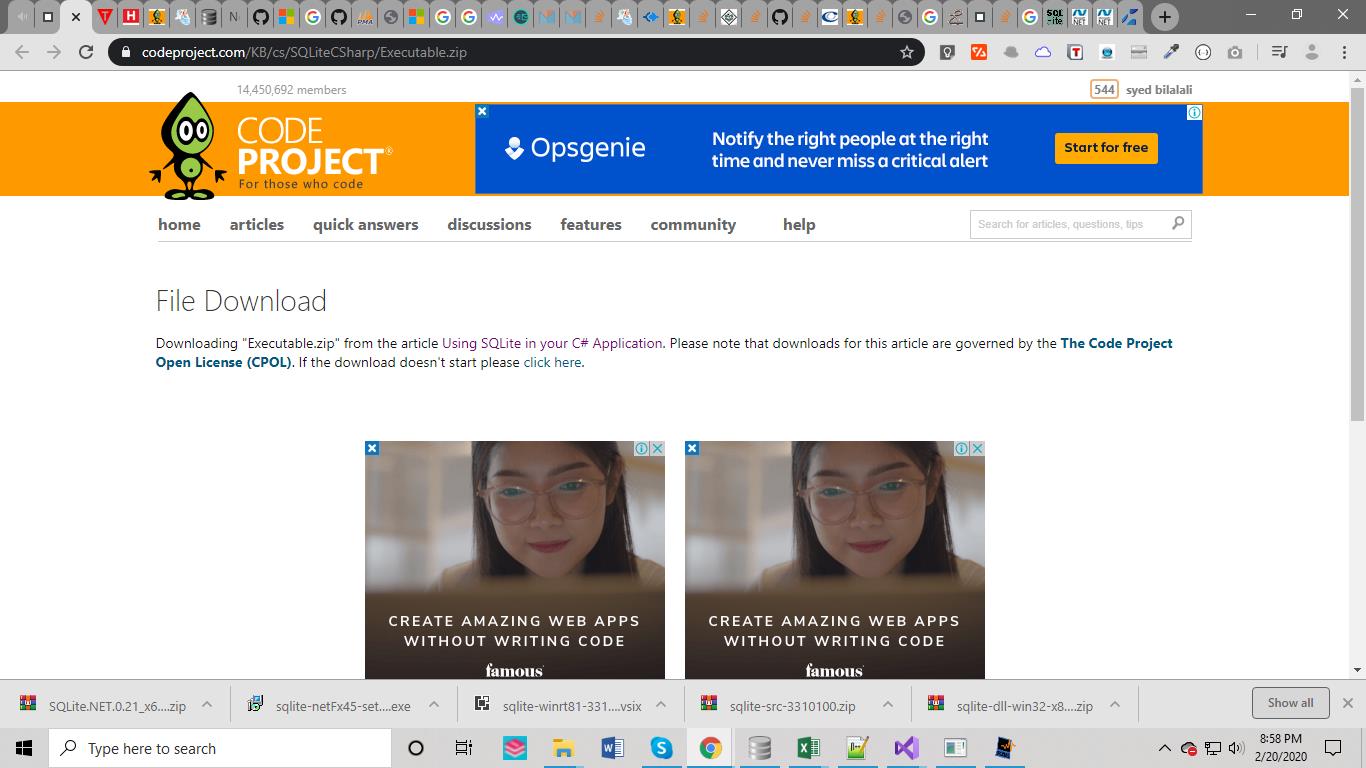 codeproject.com/KB/cs/SQLiteCSharp/Executable.zip
14,450,692 members
544 syed bilalali
CODE
PROJECT®
For those who code
Opsgenie
Notify the right people at the right
time and never miss a critical alert
Start for free
home articles quick answers discussions features community help
Search for articles, questions, tips
File Download
Downloading "Executable.zip" from the article Using SQLite in your C# Application. Please note that downloads for this article are governed by the The Code Project
Open License (CPOL). If the download doesn't start please click here.
CREATE AMAZING WEB APPS
WITHOUT WRITING CODE
famous
CREATE AMAZING WEB APPS
WITHOUT WRITING CODE
famous
SQLite.NET.0.21_x6....zip
sqlite-netFx45-set....exe
sqlite-winrt81-331....vsix
sqlite-src-3310100.zip
sqlite-dll-win32-x8....zip
Show all
Type here to search
8:58 PM
2/20/2020